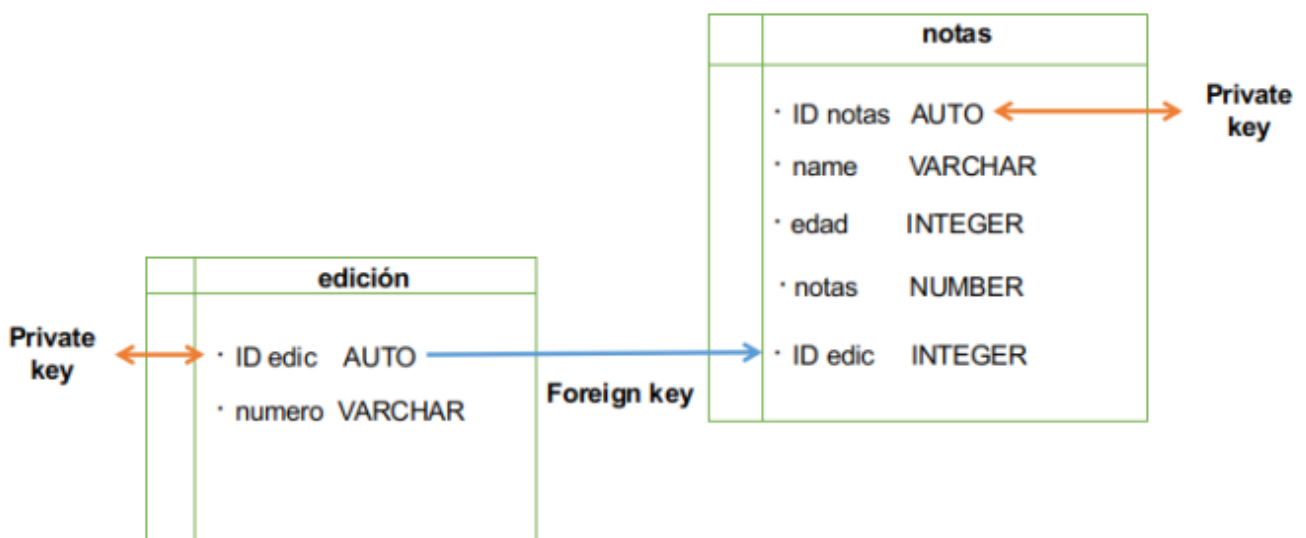 notas
· ID notas AUTO
Private
key
· name VARCHAR
· edad INTEGER
· notas NUMBER
· ID edic INTEGER
edición
Private
key
· ID edic AUTO
· numero VARCHAR
Foreign key